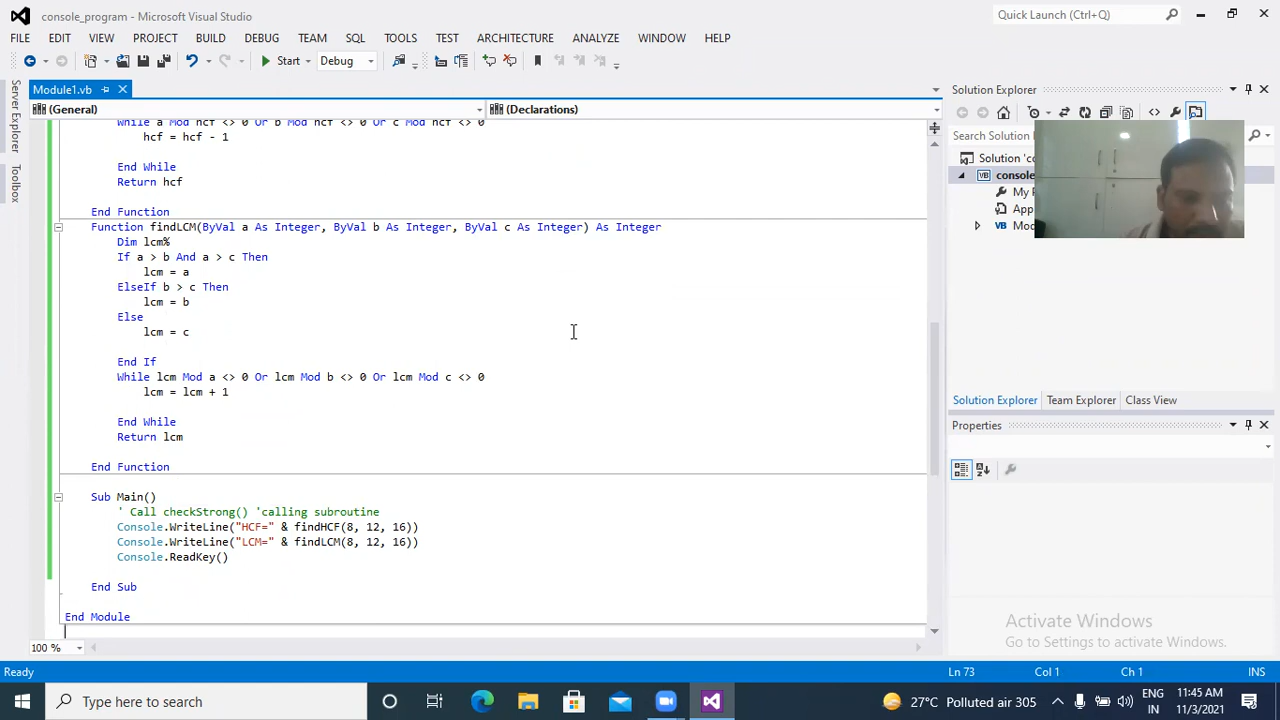 console_program - Microsoft Visual Studio
Quick Launch (Ctrl+Q)
FILE EDIT VIEW PROJECT BUILD DEBUG TEAM SQL TOOLS TEST ARCHITECTURE ANALYZE WINDOW HELP
Start Debug
Server Explorer
Toolbox
Module1.vb
(General) (Declarations)
While a Mod hcf <> 0 Or b Mod hcf <> 0 Or c Mod hcf <> 0
hcf = hcf - 1
End While
Return hcf
End Function
Function findLCM(ByVal a As Integer, ByVal b As Integer, ByVal c As Integer) As Integer
Dim lcm%
If a > b And a > c Then
lcm = a
ElseIf b > c Then
lcm = b
Else
lcm = c
End If
While lcm Mod a <> 0 Or lcm Mod b <> 0 Or lcm Mod c <> 0
lcm = lcm + 1
End While
Return lcm
End Function
Sub Main()
' Call checkStrong() 'calling subroutine
Console.WriteLine("HCF=" & findHCF(8, 12, 16))
Console.WriteLine("LCM=" & findLCM(8, 12, 16))
Console.ReadKey()
End Sub
End Module
100 %
Solution Explorer
Search Solution
Solution 'co
VB console
My
App
VB Mod
Solution Explorer Team Explorer Class View
Properties
Activate Windows
Go to Settings to activate Windows.
Ready Ln 73 Col 1 Ch 1 INS
Type here to search
27°C Polluted air 305
ENG
IN
11:45 AM
11/3/2021